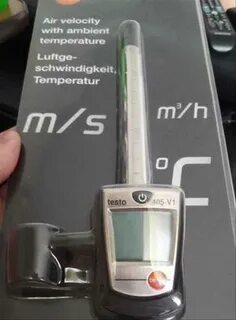 Air velocity
with ambient
temperature
Luftge-
schwindigkeit,
Temperatur
m/s
m³/h
°C
testo
405-V1